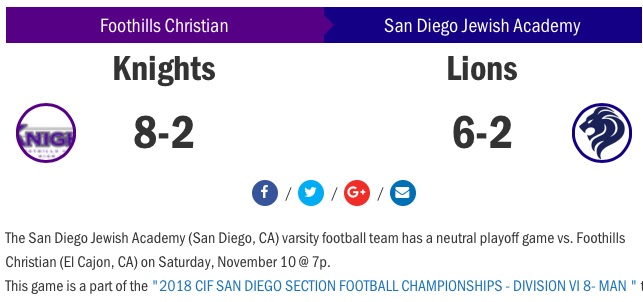 Foothills Christian San Diego Jewish Academy
Knights Lions
8-2 6-2
The San Diego Jewish Academy (San Diego, CA) varsity football team has a neutral playoff game vs. Foothills
Christian (El Cajon, CA) on Saturday, November 10 @ 7p.
This game is a part of the "2018 CIF SAN DIEGO SECTION FOOTBALL CHAMPIONSHIPS - DIVISION VI 8- MAN "